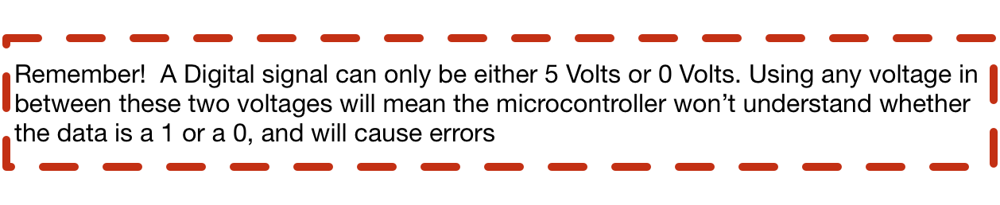 Remember!  A Digital signal can only be either 5 Volts or 0 Volts. Using any voltage in
between these two voltages will mean the microcontroller won’t understand whether
the data is a 1 or a 0, and will cause errors